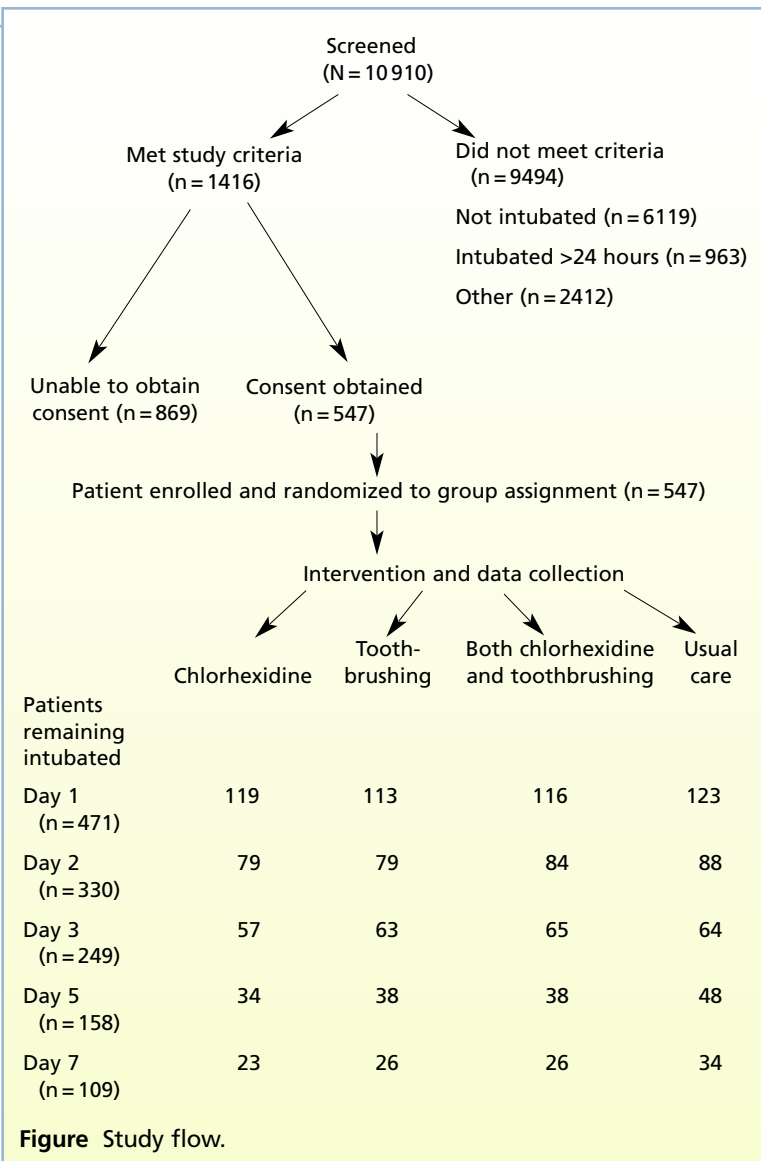 Screened
(N = 10 910)
Met study criteria
(n = 1416)
Did not meet criteria
(n = 9494)
Not intubated (n = 6119)
Intubated >24 hours (n = 963)
Other (n = 2412)
Unable to obtain
consent (n = 869)
Consent obtained
(n = 547)
Patient enrolled and randomized to group assignment (n = 547)
Intervention and data collection
Chlorhexidine
Tooth-
brushing
Both chlorhexidine
and toothbrushing
Usual
care
Patients
remaining
intubated
Day 1 119 113 116 123
(n = 471)
Day 2 79 79 84 88
(n = 330)
Day 3 57 63 65 64
(n = 249)
Day 5 34 38 38 48
(n = 158)
Day 7 23 26 26 34
(n = 109)
Figure Study flow.